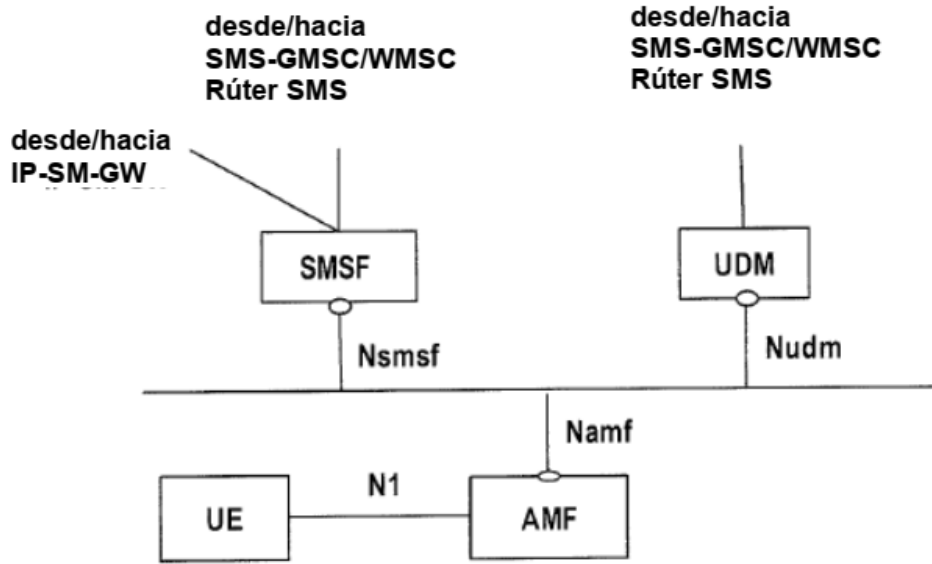 desde/hacia
SMS-GMSC/WMSC
Rúter SMS
desde/hacia
SMS-GMSC/WMSC
Rúter SMS
desde/hacia
IP-SM-GW
SMSF
UDM
Nsmsf
Nudm
Namf
N1
UE
AMF